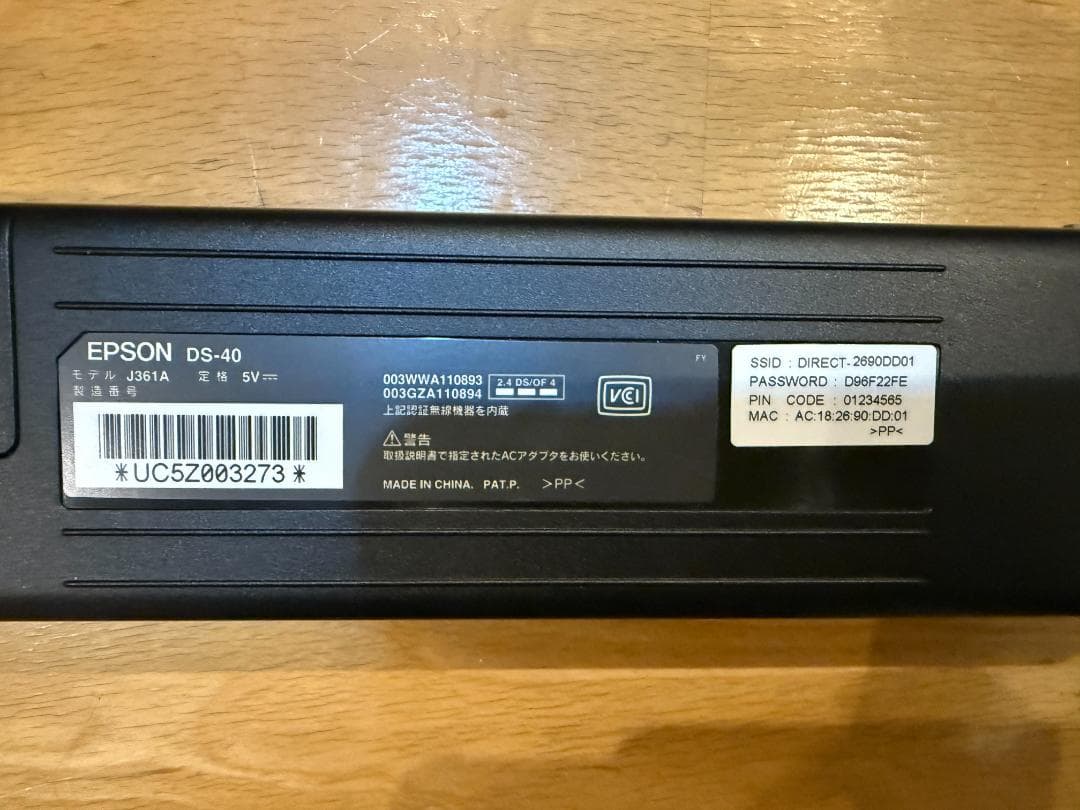 EPSON DS-40
モデル J361A 定格 5V⎓
製造番号
*UC5Z003273*
003WWA110893
003GZA110894
2.4 DS/OF 4
上記認証無線機器を内蔵
VCI
⚠警告
取扱説明書で指定されたACアダプタをお使いください。
MADE IN CHINA. PAT.P. >PP<
FY
SSID : DIRECT-2690DD01
PASSWORD : D96F22FE
PIN CODE : 01234565
MAC : AC:18:26:90:DD:01
>PP<